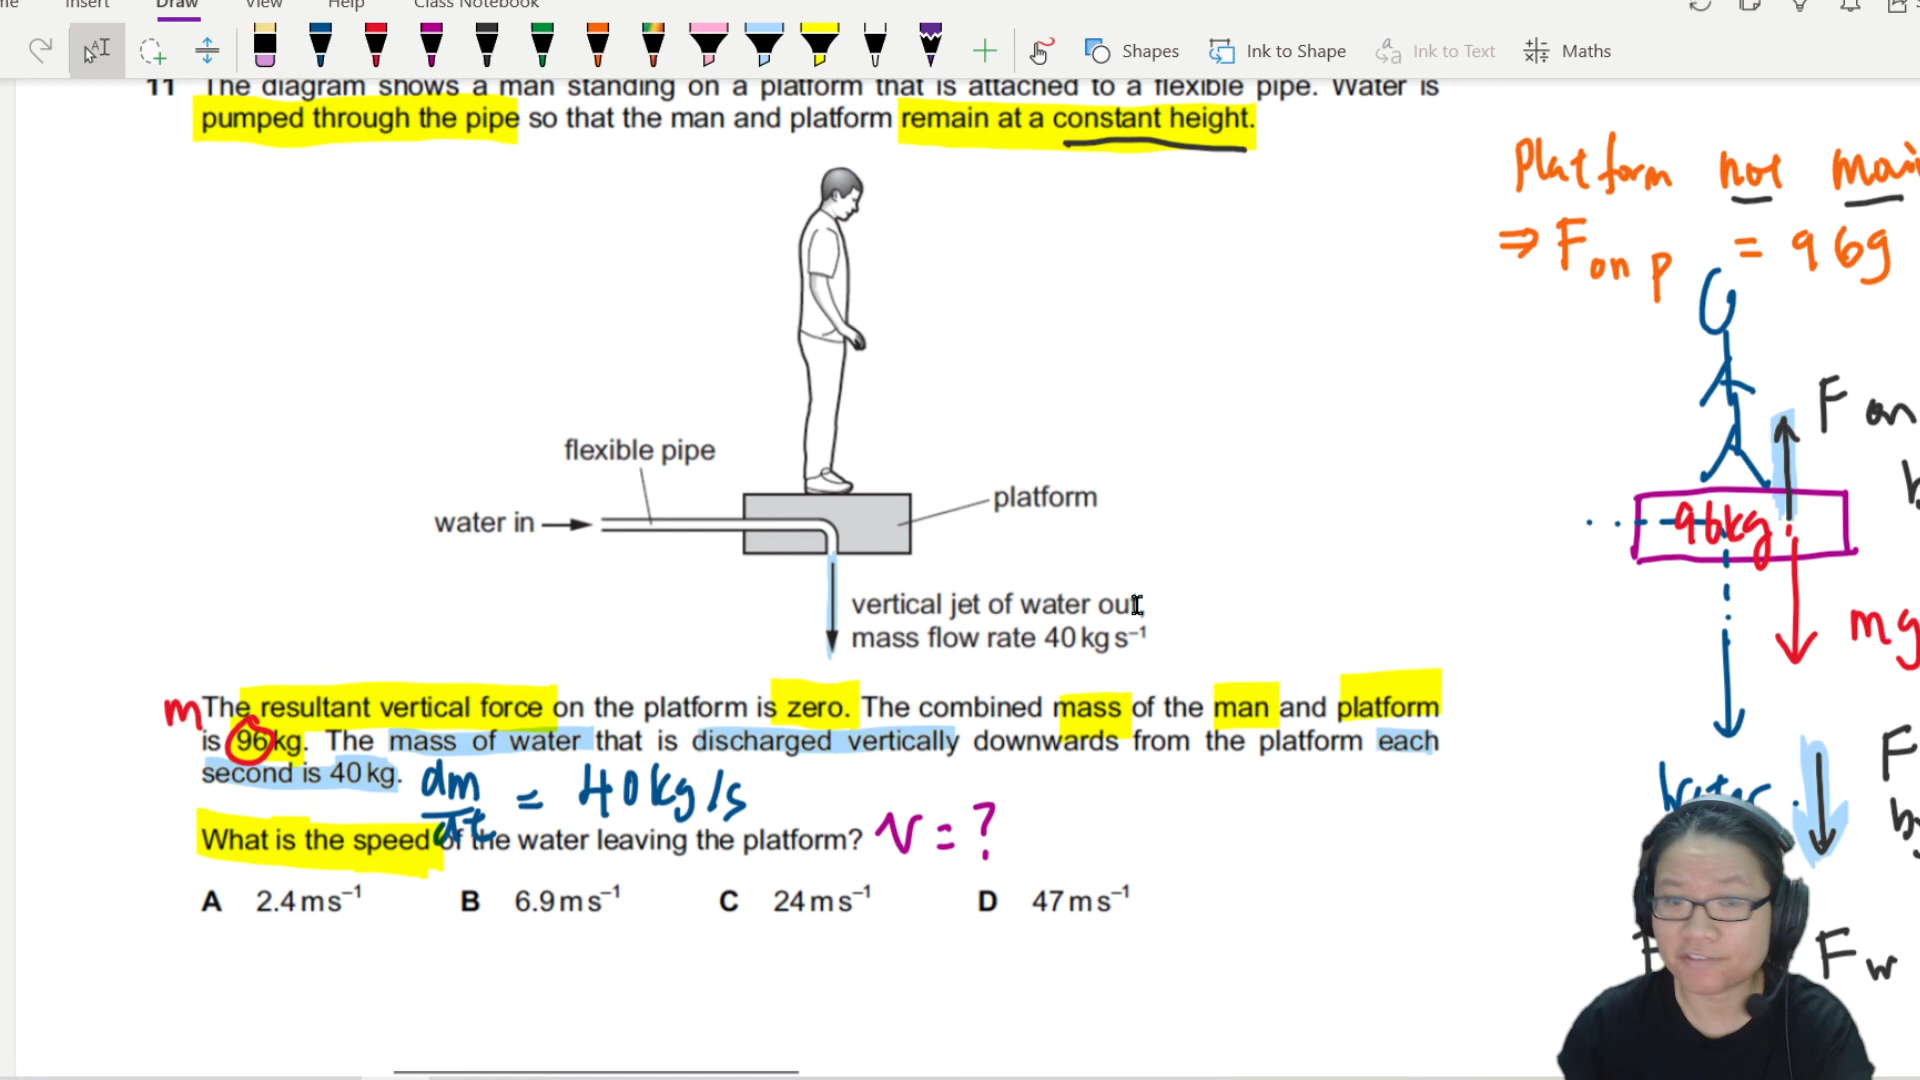 Insert Draw View Help Class Notebook
Shapes Ink to Shape Ink to Text Maths
11 The diagram shows a man standing on a platform that is attached to a flexible pipe. Water is
pumped through the pipe so that the man and platform remain at a constant height.
flexible pipe
water in
platform
vertical jet of water out,
mass flow rate 40 kg s⁻¹
m The resultant vertical force on the platform is zero. The combined mass of the man and platform
is 96 kg. The mass of water that is discharged vertically downwards from the platform each
second is 40 kg. dm/dt = 40kg/s
What is the speed of the water leaving the platform? v = ?
A 2.4 m s⁻¹ B 6.9 m s⁻¹ C 24 m s⁻¹ D 47 m s⁻¹
Platform not
⇒ F on P = 96g
F on
96kg
mg
water
F
F w